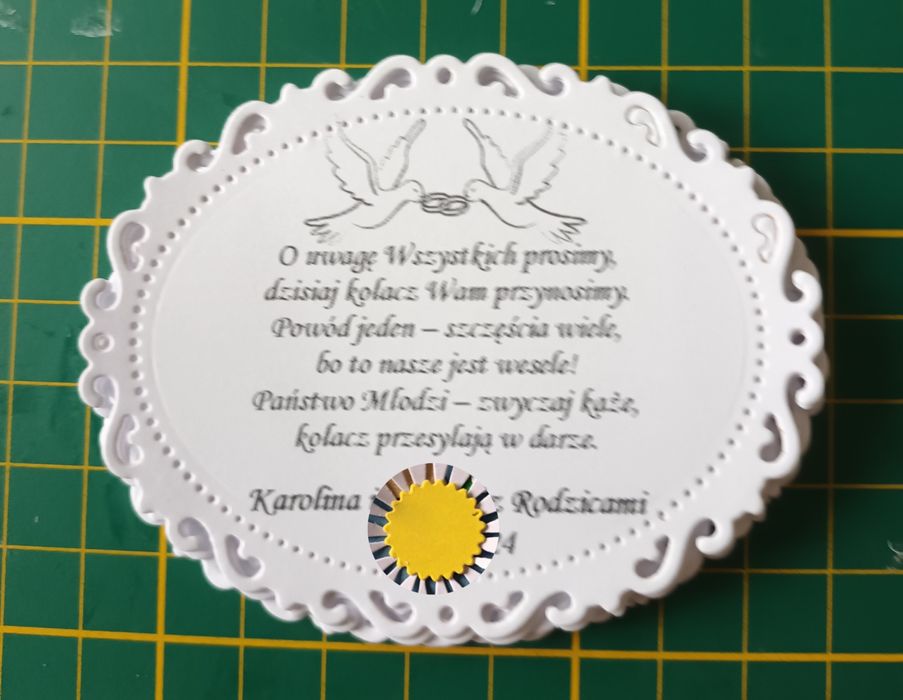 O uwagę Wszystkich prosimy,
dzisiaj kołacz Wam przynosimy.
Powód jeden – szczęścia wiele,
bo to nasze jest wesele!
Państwo Młodzi – zwyczaj każe,
kołacz przesyłają w darze.
Karolina i z Rodzicami
4